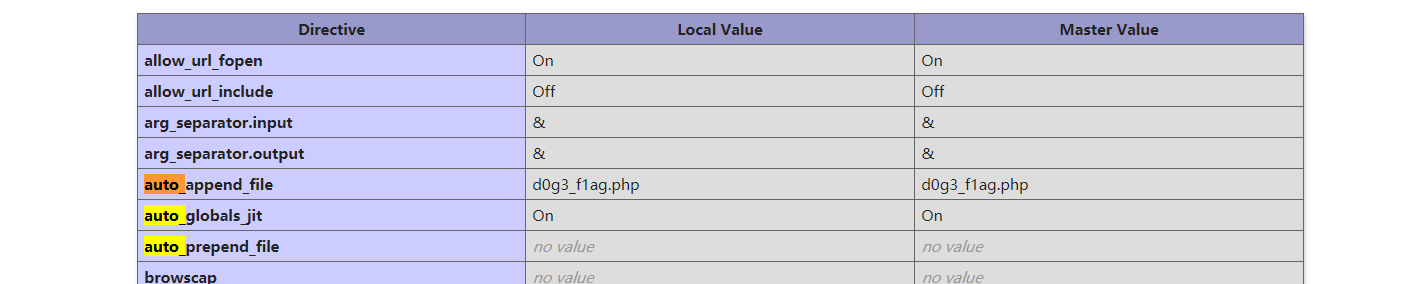 Directive Local Value Master Value
allow_url_fopen On On
allow_url_include Off Off
arg_separator.input & &
arg_separator.output & &
auto_append_file d0g3_f1ag.php d0g3_f1ag.php
auto_globals_jit On On
auto_prepend_file no value no value
browscap no value no value